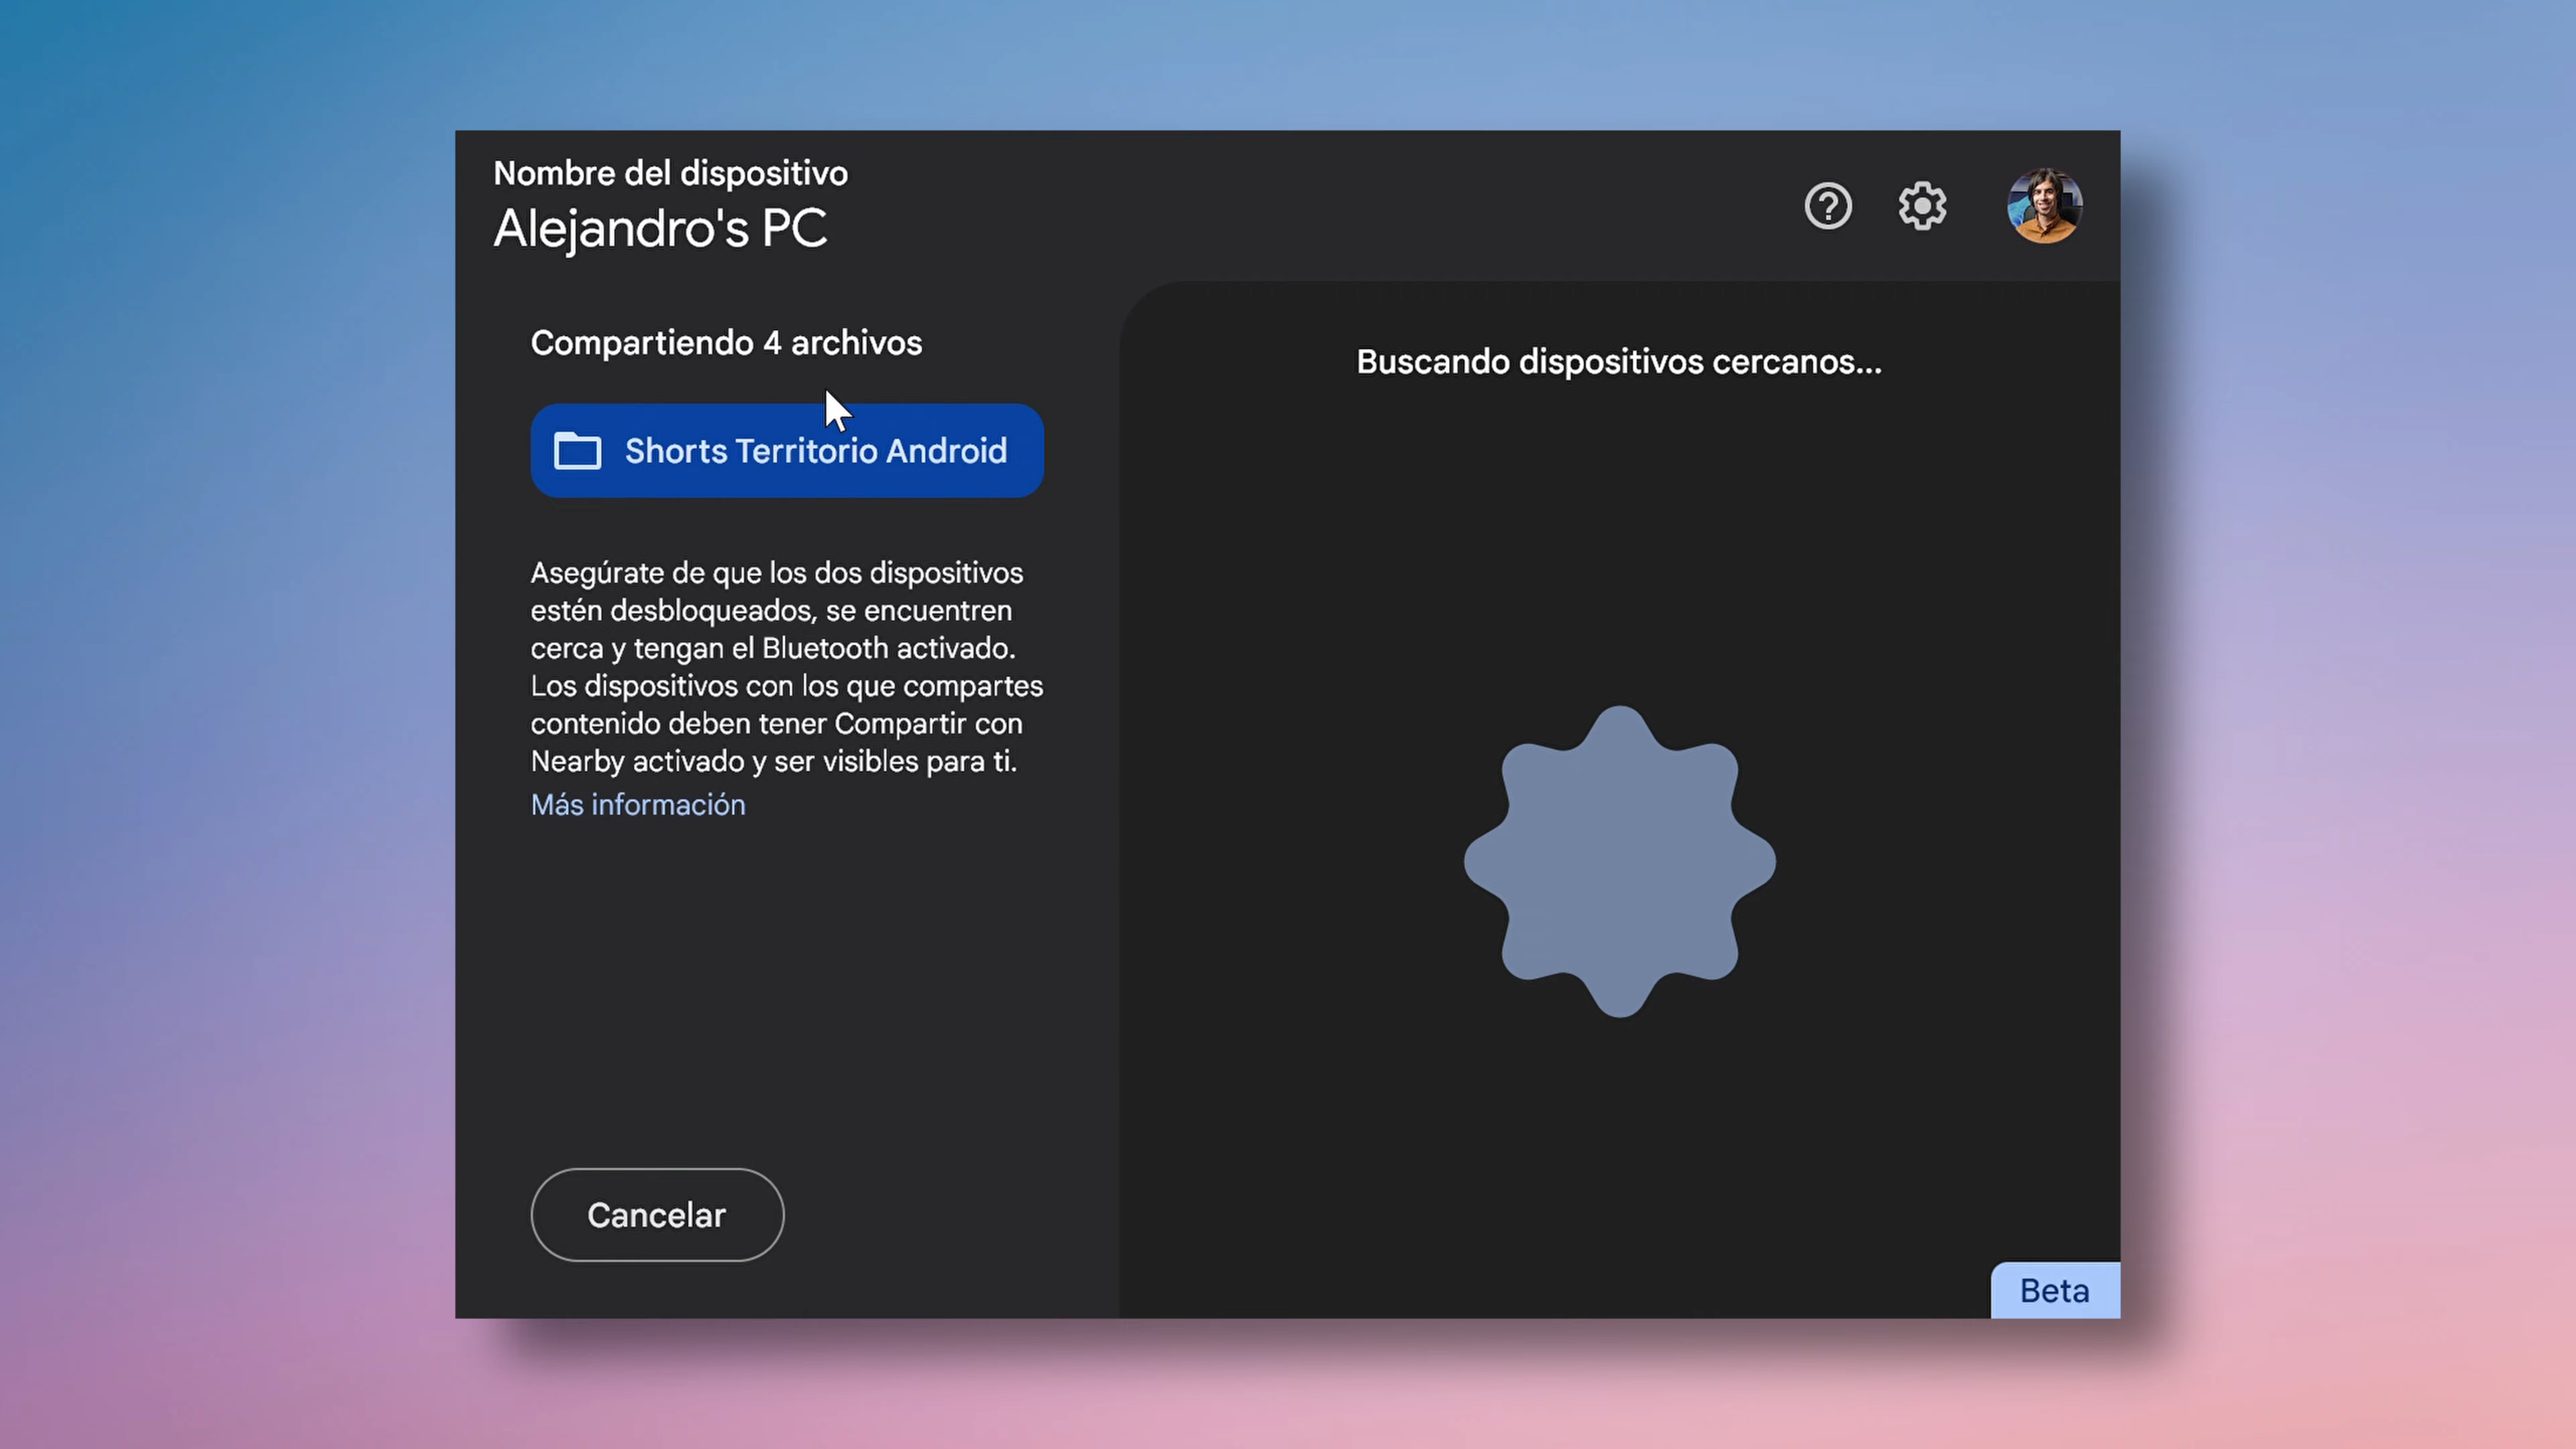 Nombre del dispositivo
Alejandro's PC
Compartiendo 4 archivos
Shorts Territorio Android
Asegúrate de que los dos dispositivos
estén desbloqueados, se encuentren
cerca y tengan el Bluetooth activado.
Los dispositivos con los que compartes
contenido deben tener Compartir con
Nearby activado y ser visibles para ti.
Más información
Cancelar
Buscando dispositivos cercanos...
Beta